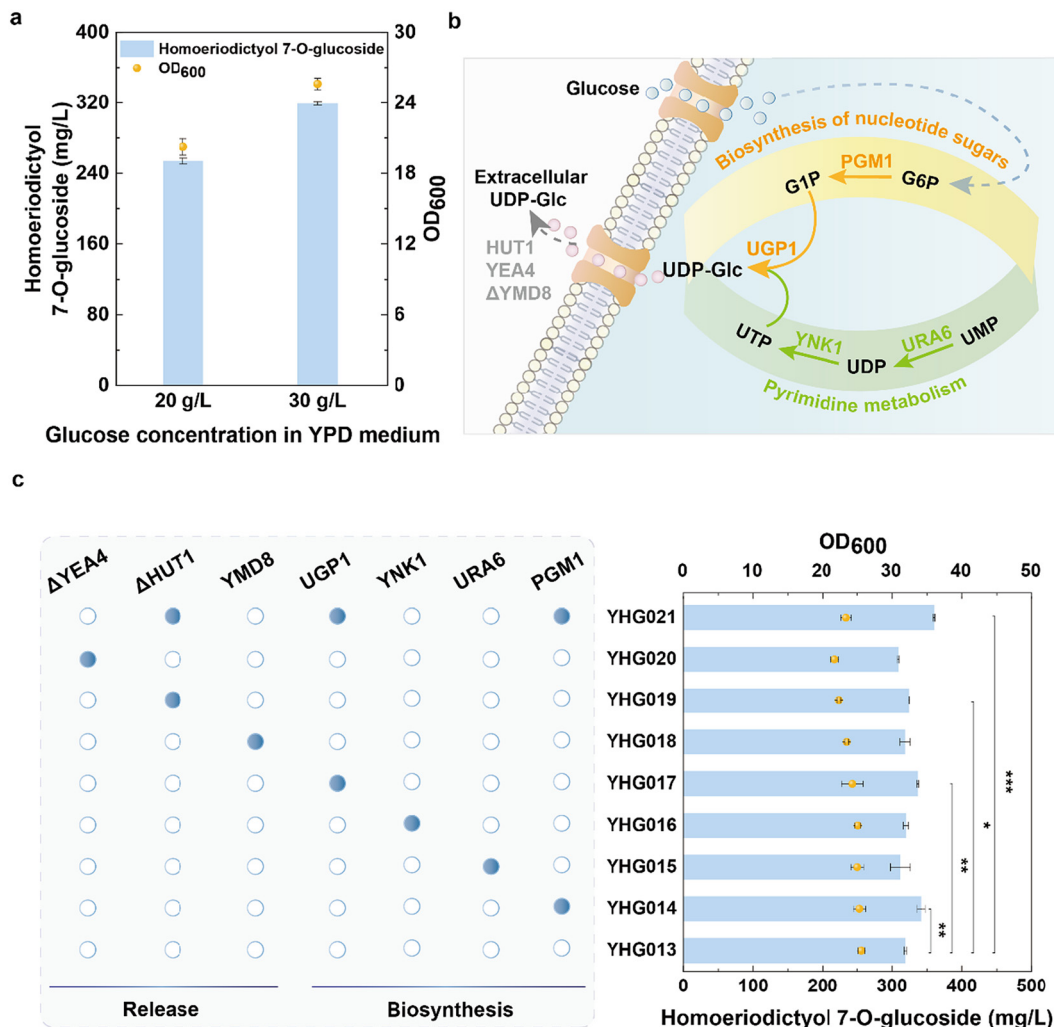 a
400
320
240
160
80
0
Homoeriodictyol
7-O-glucoside (mg/L)
Homoeriodictyol 7-O-glucoside
OD600
30
24
18
12
6
0
OD600
20 g/L
30 g/L
Glucose concentration in YPD medium
b
Glucose
Biosynthesis of nucleotide sugars
PGM1
G1P
G6P
Extracellular
UDP-Glc
HUT1
YEA4
ΔYMD8
UGP1
UDP-Glc
UTP
YNK1
UDP
URA6
UMP
Pyrimidine metabolism
c
ΔYEA4
ΔHUT1
YMD8
UGP1
YNK1
URA6
PGM1
Release
Biosynthesis
OD600
0 10 20 30 40 50
YHG021
YHG020
YHG019
YHG018
YHG017
YHG016
YHG015
YHG014
YHG013
***
*
**
**
0 100 200 300 400 500
Homoeriodictyol 7-O-glucoside (mg/L)